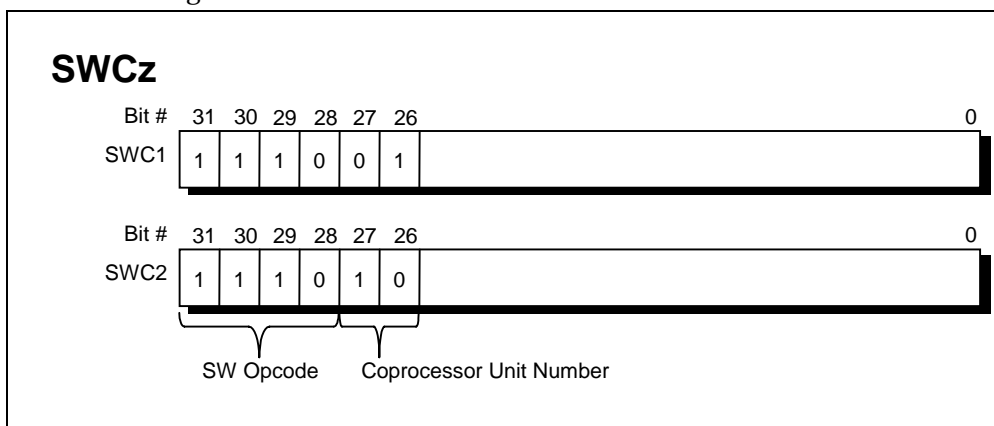 SWCz
Bit # 31 30 29 28 27 26 0
SWC1 1 1 1 0 0 1
Bit # 31 30 29 28 27 26 0
SWC2 1 1 1 0 1 0
SW Opcode Coprocessor Unit Number